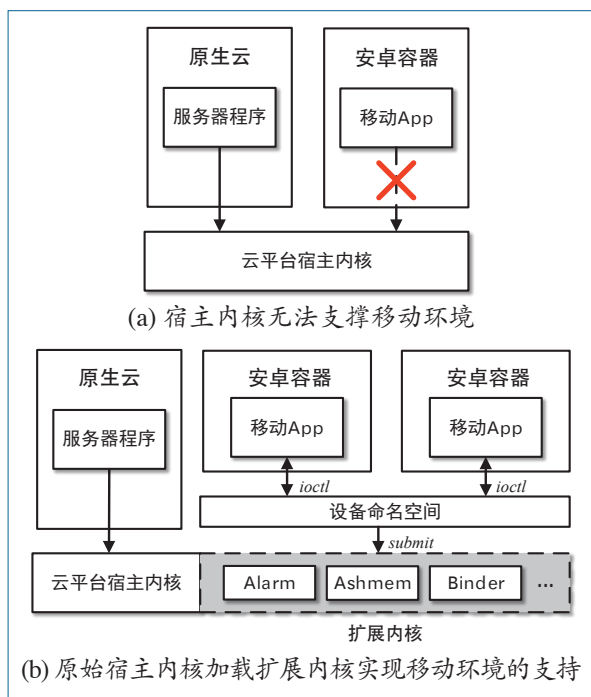 原生云
安卓容器
服务器程序
移动App
云平台宿主内核
(a) 宿主内核无法支撑移动环境
原生云
安卓容器
安卓容器
服务器程序
移动App
移动App
ioctl
ioctl
设备命名空间
submit
云平台宿主内核
Alarm
Ashmem
Binder
...
扩展内核
(b) 原始宿主内核加载扩展内核实现移动环境的支持